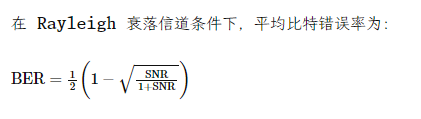 在 Rayleigh 衰落信道条件下，平均比特错误率为：
BER = 1/2 (1 − √(SNR/(1+SNR)))